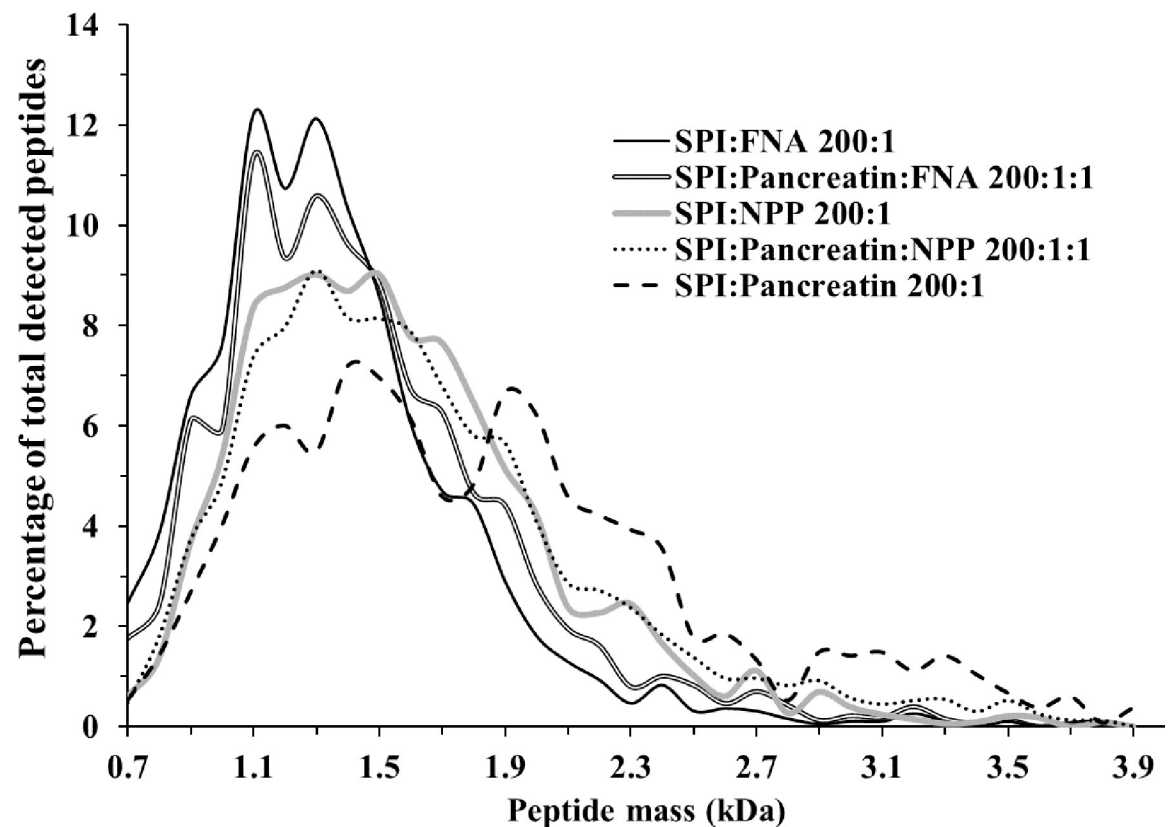 Percentage of total detected peptides
14
12
10
8
6
4
2
0
SPI:FNA 200:1
SPI:Pancreatin:FNA 200:1:1
SPI:NPP 200:1
SPI:Pancreatin:NPP 200:1:1
SPI:Pancreatin 200:1
0.7 1.1 1.5 1.9 2.3 2.7 3.1 3.5 3.9
Peptide mass (kDa)